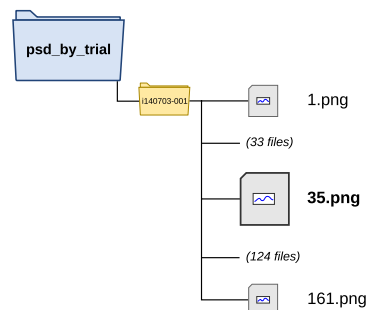 psd_by_trial
i140703-001
1.png
(33 files)
35.png
(124 files)
161.png